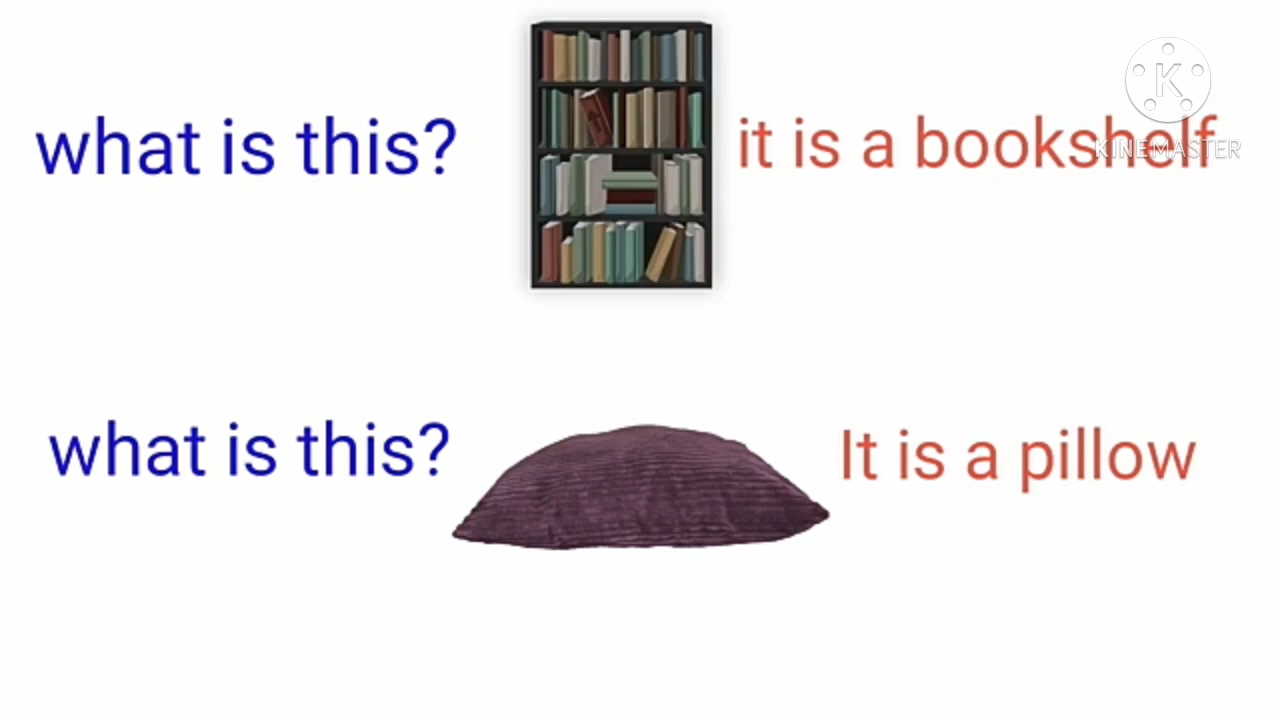 what is this?
it is a bookshelf
K
KINEMASTER
what is this?
It is a pillow